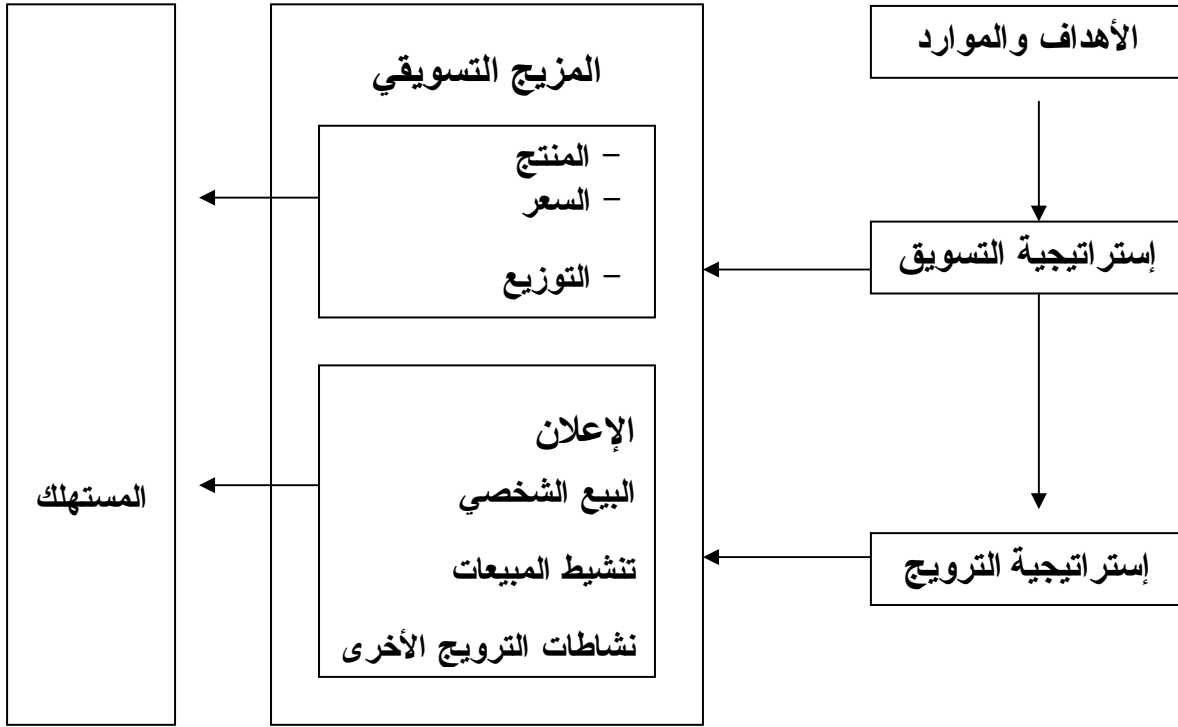 الأهداف والموارد
إستراتيجية التسويق
إستراتيجية الترويج
المزيج التسويقي
- المنتج
- السعر
- التوزيع
الإعلان
البيع الشخصي
تنشيط المبيعات
نشاطات الترويج الأخرى
المستهلك